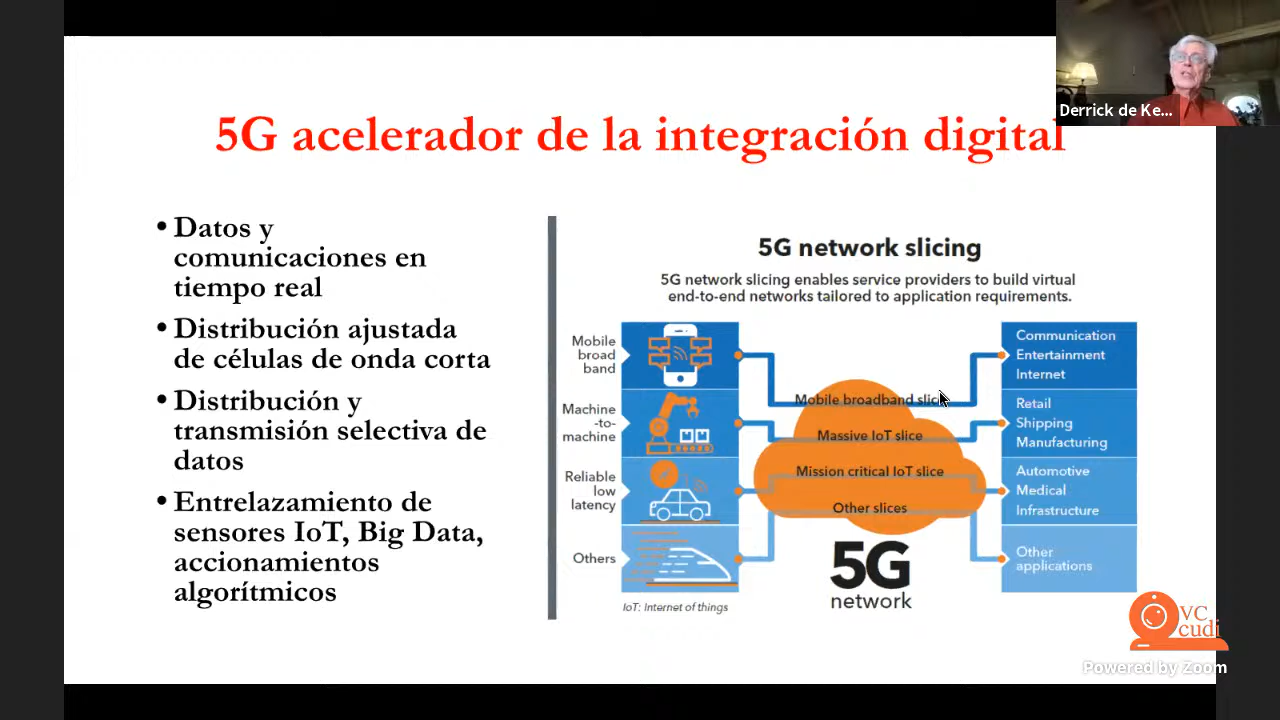 Derrick de Ke...
5G acelerador de la integración digital
• Datos y
comunicaciones en
tiempo real
• Distribución ajustada
de células de onda corta
• Distribución y
transmisión selectiva de
datos
• Entrelazamiento de
sensores IoT, Big Data,
accionamientos
algorítmicos
5G network slicing
5G network slicing enables service providers to build virtual
end-to-end networks tailored to application requirements.
Mobile
broad
band
Machine
-to-
machine
Reliable
low
latency
Others
Mobile broadband slice
Massive IoT slice
Mission critical IoT slice
Other slices
5G
network
Communication
Entertainment
Internet
Retail
Shipping
Manufacturing
Automotive
Medical
Infrastructure
Other
applications
IoT: Internet of things
VC
cudi
Powered by Zoom